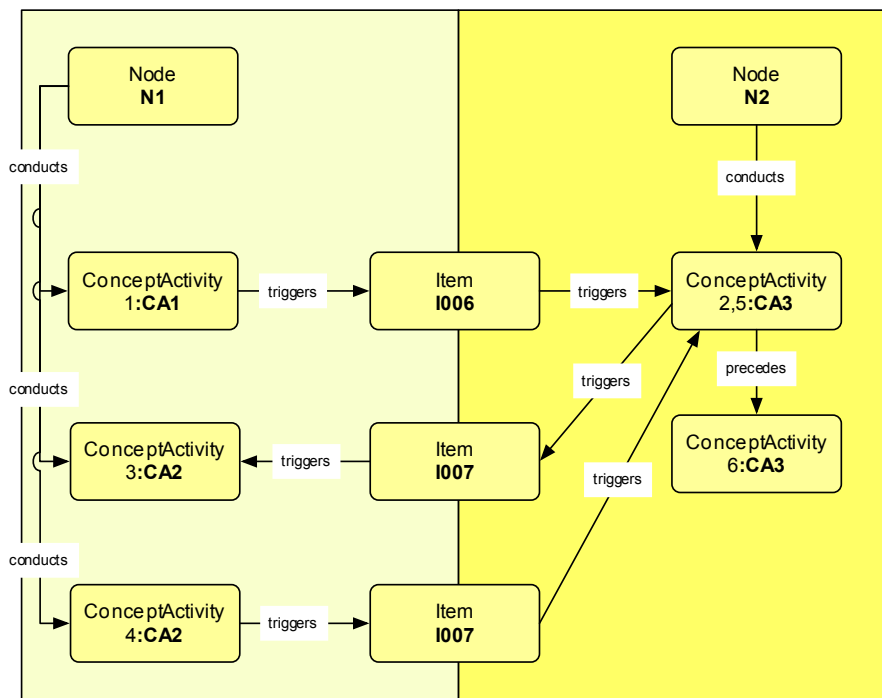 Node
N1
Node
N2
conducts
conducts
ConceptActivity
1:CA1
triggers
Item
I006
triggers
ConceptActivity
2,5:CA3
triggers
precedes
conducts
ConceptActivity
3:CA2
triggers
Item
I007
triggers
ConceptActivity
6:CA3
conducts
ConceptActivity
4:CA2
triggers
Item
I007